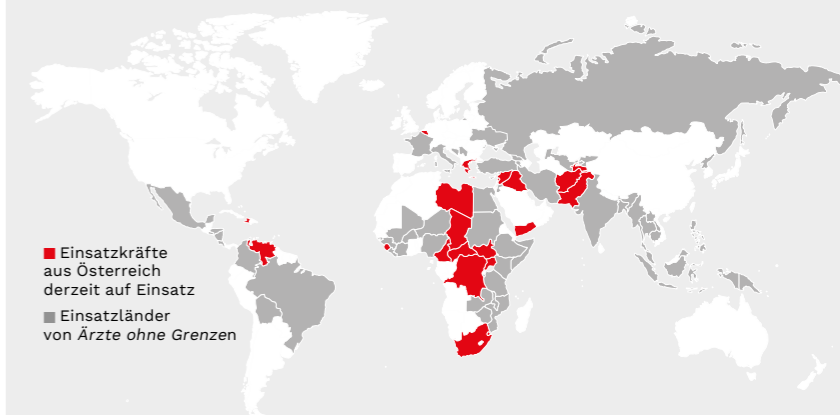 Einsatzkräfte
aus Österreich
derzeit auf Einsatz
Einsatzländer
von Ärzte ohne Grenzen